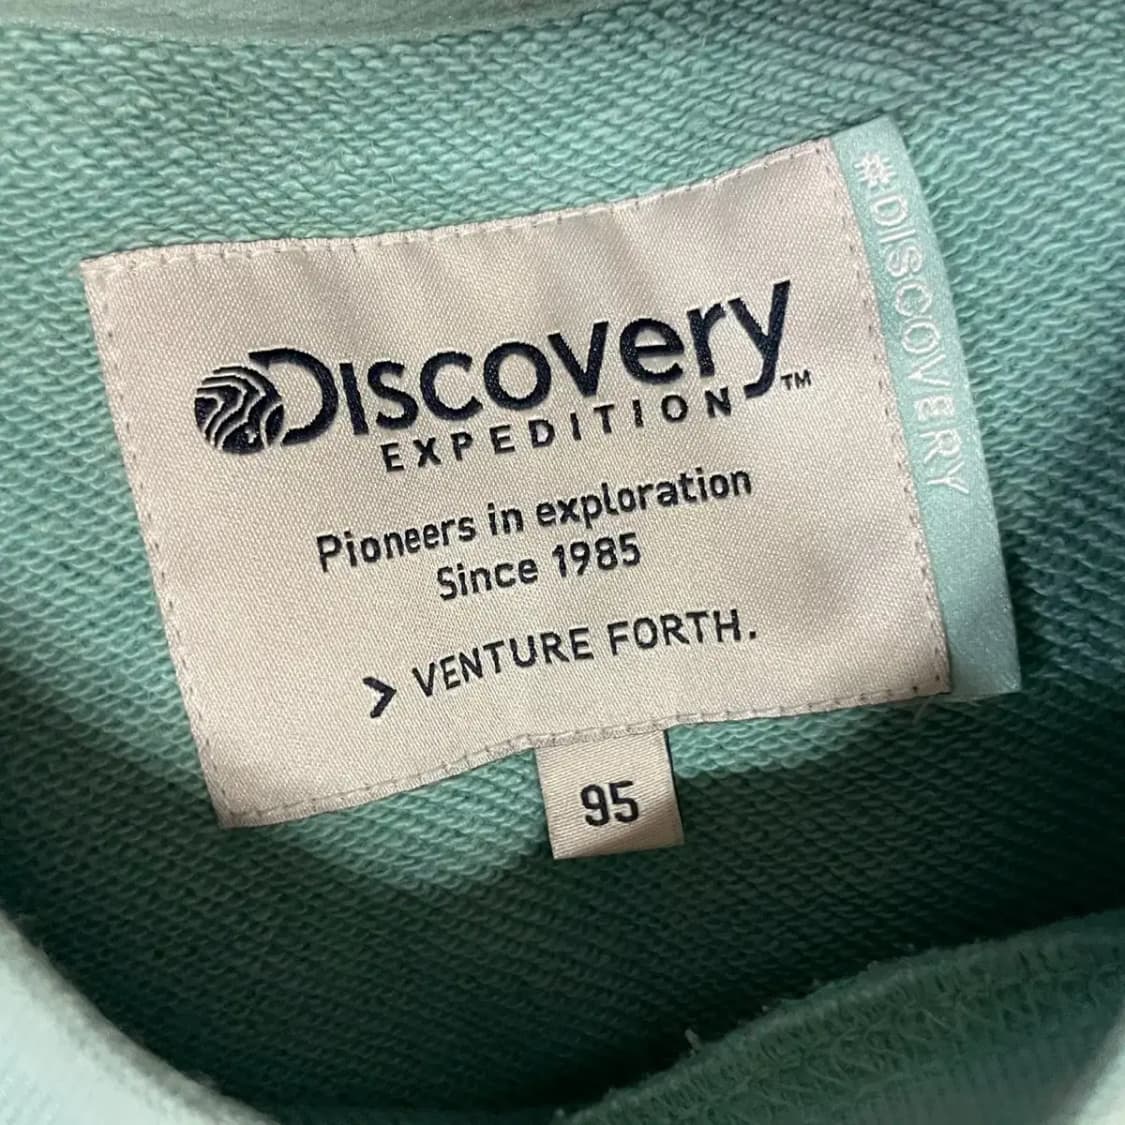 Discovery™
EXPEDITION
Pioneers in exploration
Since 1985
> VENTURE FORTH.
95
#DISCOVERY